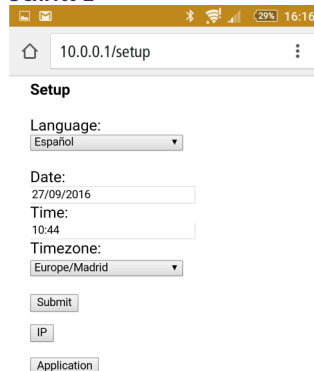 29% 16:16
10.0.0.1/setup
Setup
Language:
Español
Date:
27/09/2016
Time:
10:44
Timezone:
Europe/Madrid
Submit
IP
Application